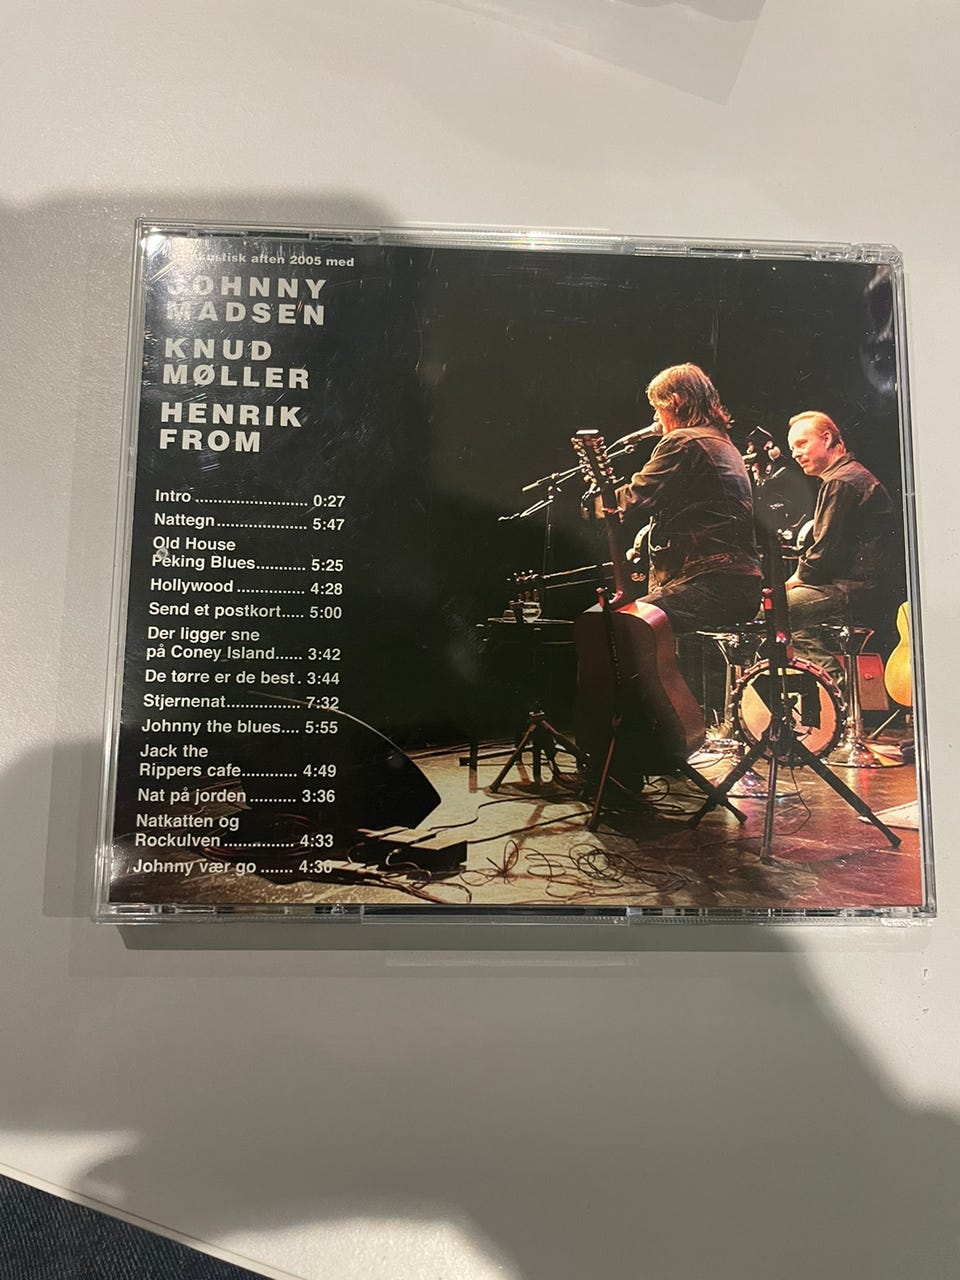 akustisk aften 2005 med
JOHNNY
MADSEN
KNUD
MØLLER
HENRIK
FROM
Intro ......................... 0:27
Nattegn.................... 5:47
Old House
Peking Blues........... 5:25
Hollywood ............... 4:28
Send et postkort..... 5:00
Der ligger sne
på Coney Island...... 3:42
De tørre er de best . 3:44
Stjernenat................ 7:32
Johnny the blues.... 5:55
Jack the
Rippers cafe............ 4:49
Nat på jorden .......... 3:36
Natkatten og
Rockulven ................ 4:33
Johnny vær go ....... 4:36